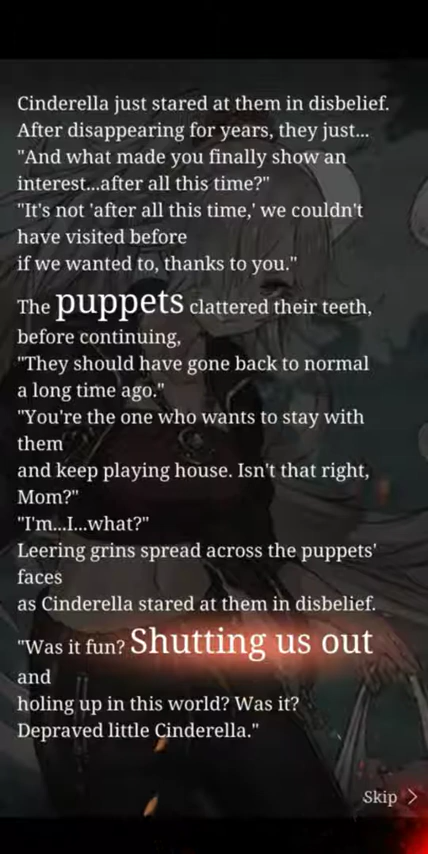 Cinderella just stared at them in disbelief.
After disappearing for years, they just...
"And what made you finally show an
interest...after all this time?"
"It's not 'after all this time,' we couldn't
have visited before
if we wanted to, thanks to you."
The puppets clattered their teeth,
before continuing,
"They should have gone back to normal
a long time ago."
"You're the one who wants to stay with
them
and keep playing house. Isn't that right,
Mom?"
"I'm...I...what?"
Leering grins spread across the puppets'
faces
as Cinderella stared at them in disbelief.
"Was it fun? Shutting us out
and
holing up in this world? Was it?
Depraved little Cinderella."
Skip >